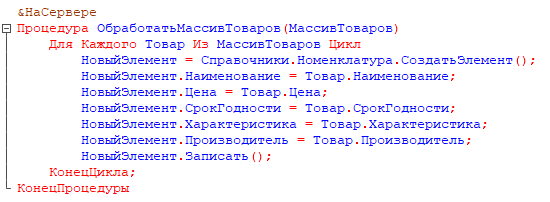 &НаСервере
Процедура ОбработатьМассивТоваров(МассивТоваров)
Для Каждого Товар Из МассивТоваров Цикл
НовыйЭлемент = Справочники.Номенклатура.СоздатьЭлемент();
НовыйЭлемент.Наименование = Товар.Наименование;
НовыйЭлемент.Цена = Товар.Цена;
НовыйЭлемент.СрокГодности = Товар.СрокГодности;
НовыйЭлемент.Характеристика = Товар.Характеристика;
НовыйЭлемент.Производитель = Товар.Производитель;
НовыйЭлемент.Записать();
КонецЦикла;
КонецПроцедуры